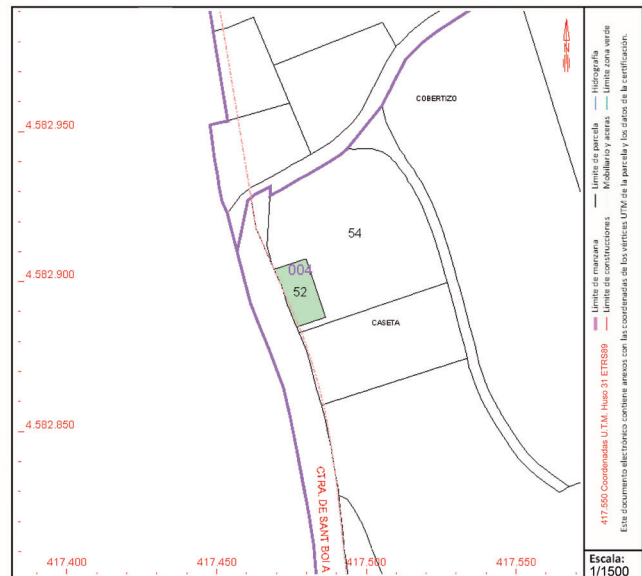 4.582.950
4.582.900
4.582.850
COBERTIZO
54
004
52
CASETA
CTRA. DE SANT BOI A
417.400
417.450
417.500
417.550
Límite de manzana
Límite de parcela
Hidrografía
Límite de construcciones
Mobiliario y aceras
Límite zona verde
417.550 Coordenadas U.T.M. Huso 31 ETRS89
Este documento electrónico contiene anexos con las coordenadas de los vértices UTM de la parcela y los datos de la certificación.
Escala:
1/1500